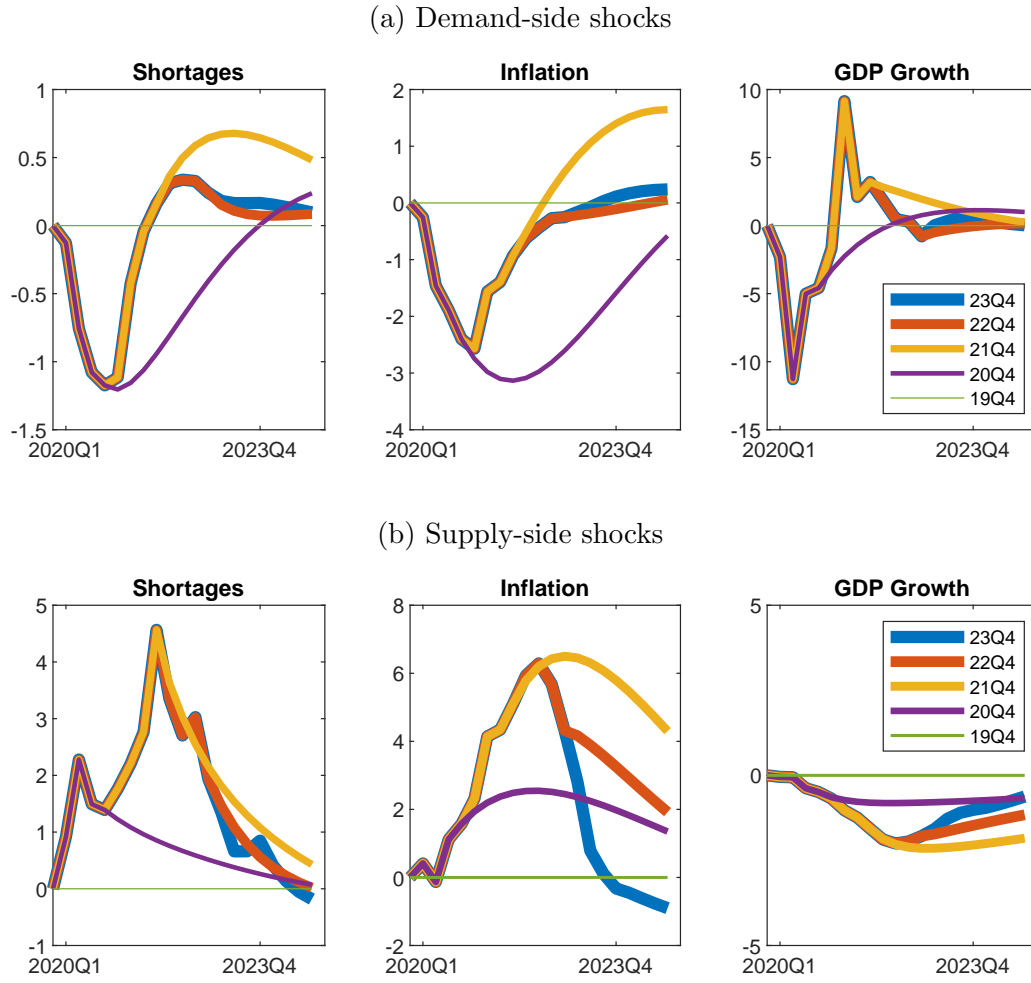 (a) Demand-side shocks
Shortages
1
0.5
0
-0.5
-1
-1.5
2020Q1
2023Q4
Inflation
2
1
0
-1
-2
-3
-4
2020Q1
2023Q4
GDP Growth
10
5
0
-5
-10
-15
2020Q1
2023Q4
23Q4
22Q4
21Q4
20Q4
19Q4
(b) Supply-side shocks
Shortages
5
4
3
2
1
0
-1
2020Q1
2023Q4
Inflation
8
6
4
2
0
-2
2020Q1
2023Q4
GDP Growth
5
0
-5
2020Q1
2023Q4
23Q4
22Q4
21Q4
20Q4
19Q4